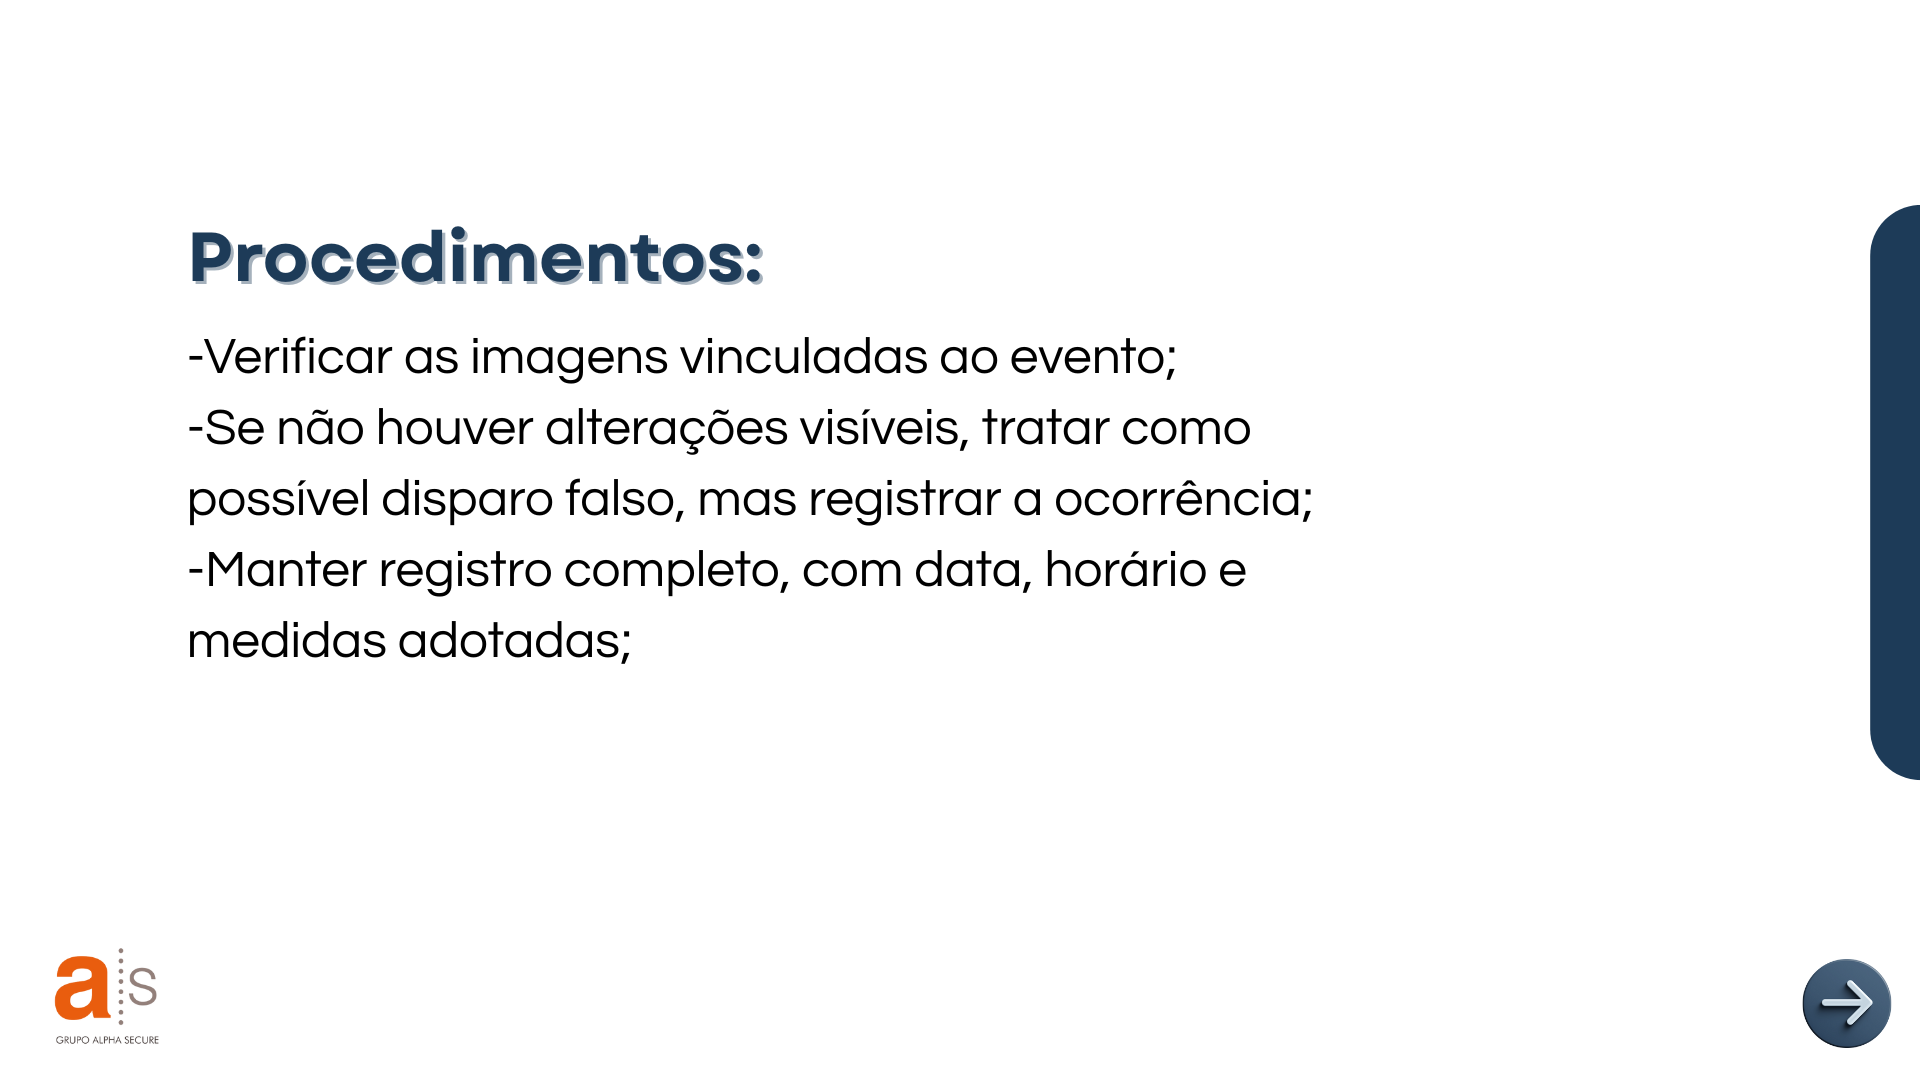 Procedimentos:
-Verificar as imagens vinculadas ao evento;
-Se não houver alterações visíveis, tratar como
possível disparo falso, mas registrar a ocorrência;
-Manter registro completo, com data, horário e
medidas adotadas;
a s
GRUPO ALPHA SECURE